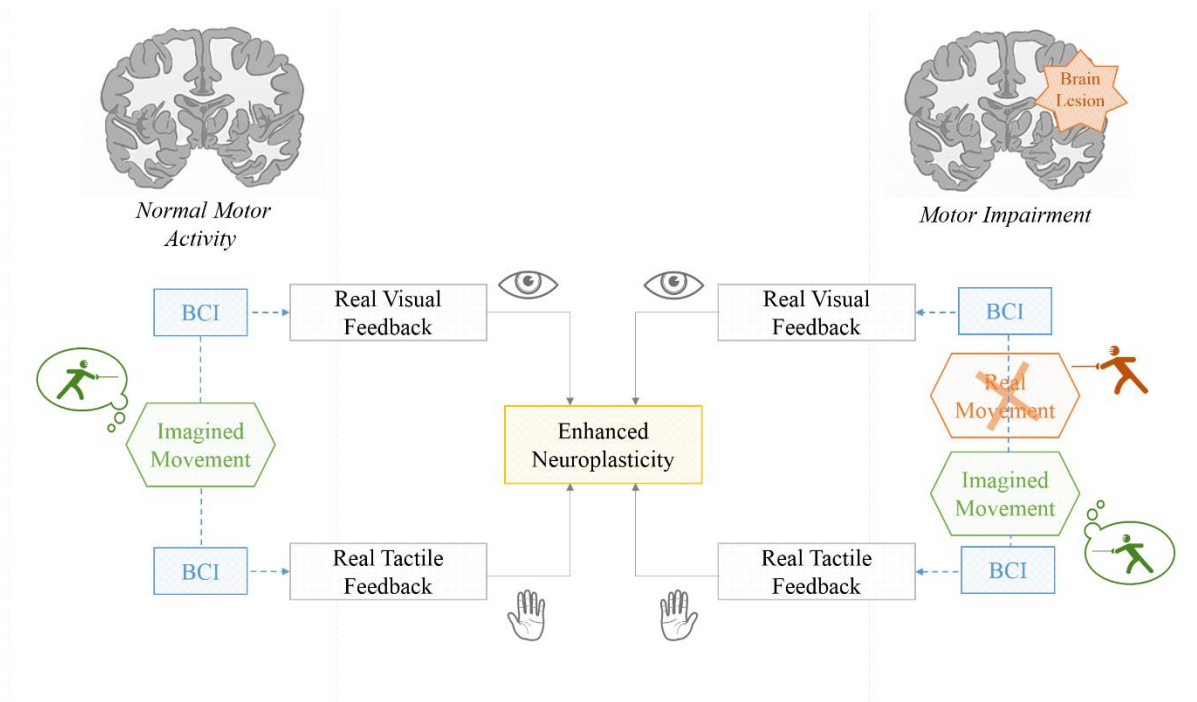 Brain
Lesion
Normal Motor
Activity
Motor Impairment
BCI
Real Visual
Feedback
Real Visual
Feedback
BCI
Real
Movement
Imagined
Movement
Enhanced
Neuroplasticity
Imagined
Movement
BCI
Real Tactile
Feedback
Real Tactile
Feedback
BCI